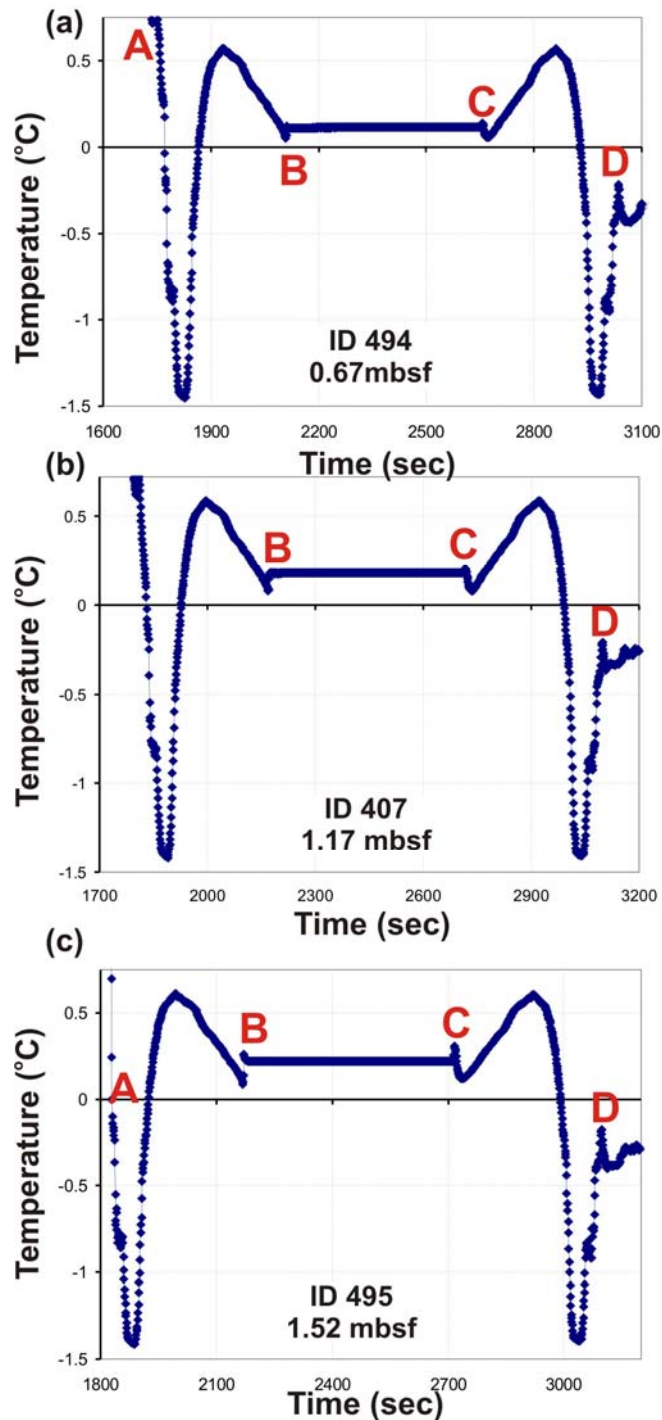 (a)
A
B
C
D
0.5
0
-0.5
-1
-1.5
Temperature (°C)
ID 494
0.67mbsf
1600 1900 2200 2500 2800 3100
Time (sec)
(b)
B
C
D
0.5
0
-0.5
-1
-1.5
Temperature (°C)
ID 407
1.17 mbsf
1700 2000 2300 2600 2900 3200
Time (sec)
(c)
A
B
C
D
0.5
0
-0.5
-1
-1.5
Temperature (°C)
ID 495
1.52 mbsf
1800 2100 2400 2700 3000
Time (sec)